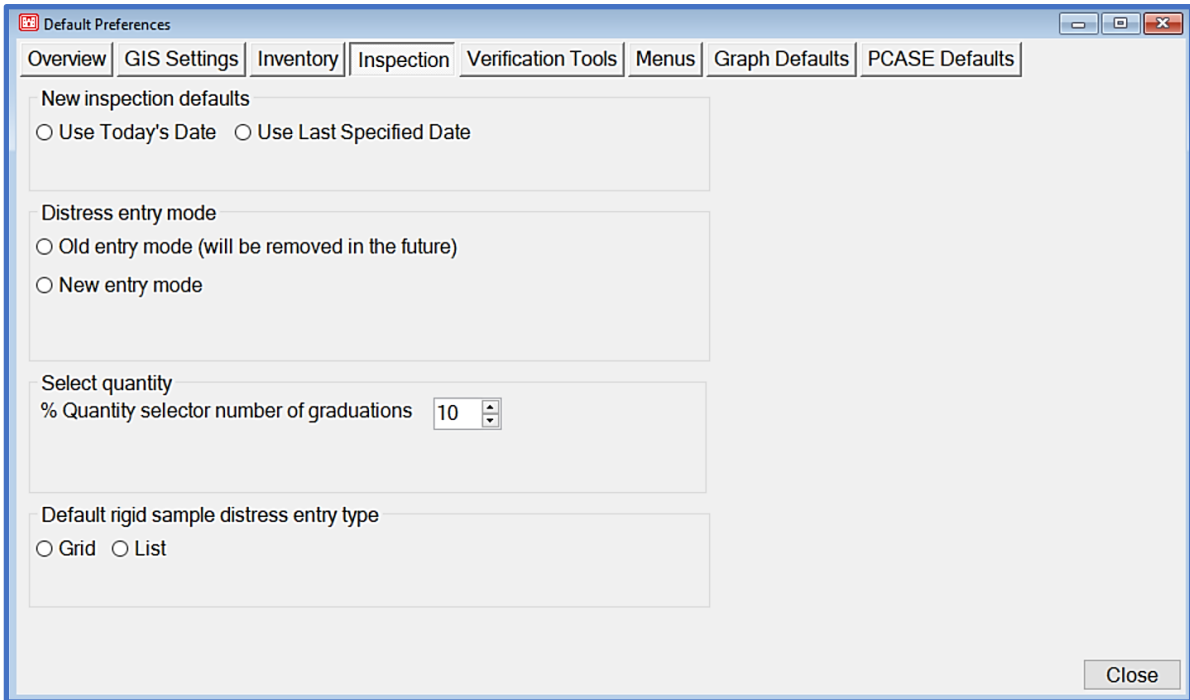 Default Preferences
Overview GIS Settings Inventory Inspection Verification Tools Menus Graph Defaults PCASE Defaults
New inspection defaults
Use Today's Date Use Last Specified Date
Distress entry mode
Old entry mode (will be removed in the future)
New entry mode
Select quantity
% Quantity selector number of graduations 10
Default rigid sample distress entry type
Grid List
Close